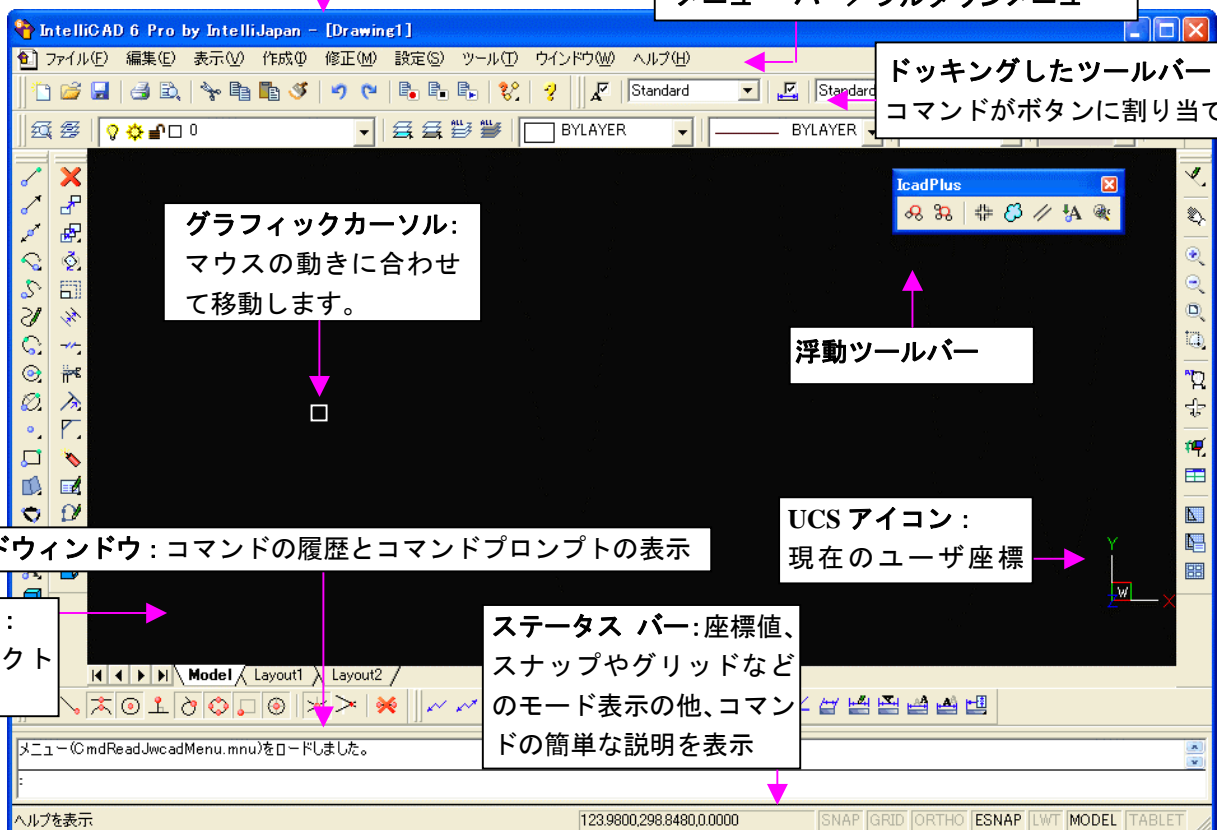 IntelliCAD 6 Pro by IntelliJapan - [Drawing1]
ファイル(F) 編集(E) 表示(V) 作成(I) 修正(M) 設定(S) ツール(T) ウインドウ(W) ヘルプ(H)
ドッキングしたツールバー
コマンドがボタンに割り当て
Standard
Standard
0
BYLAYER
BYLAYER
IcadPlus
グラフィックカーソル:
マウスの動きに合わせ
て移動します。
浮動ツールバー
UCS アイコン:
現在のユーザ座標
ドウィンドウ:コマンドの履歴とコマンドプロンプトの表示
Y
W
X
Z
:
クト
ステータス バー:座標値、
スナップやグリッドなど
のモード表示の他、コマン
ドの簡単な説明を表示
Model Layout1 Layout2
メニュー(CmdReadJwcadMenu.mnu)をロードしました。
:
ヘルプを表示
123.9800,298.8480,0.0000
SNAP GRID ORTHO ESNAP LWT MODEL TABLET